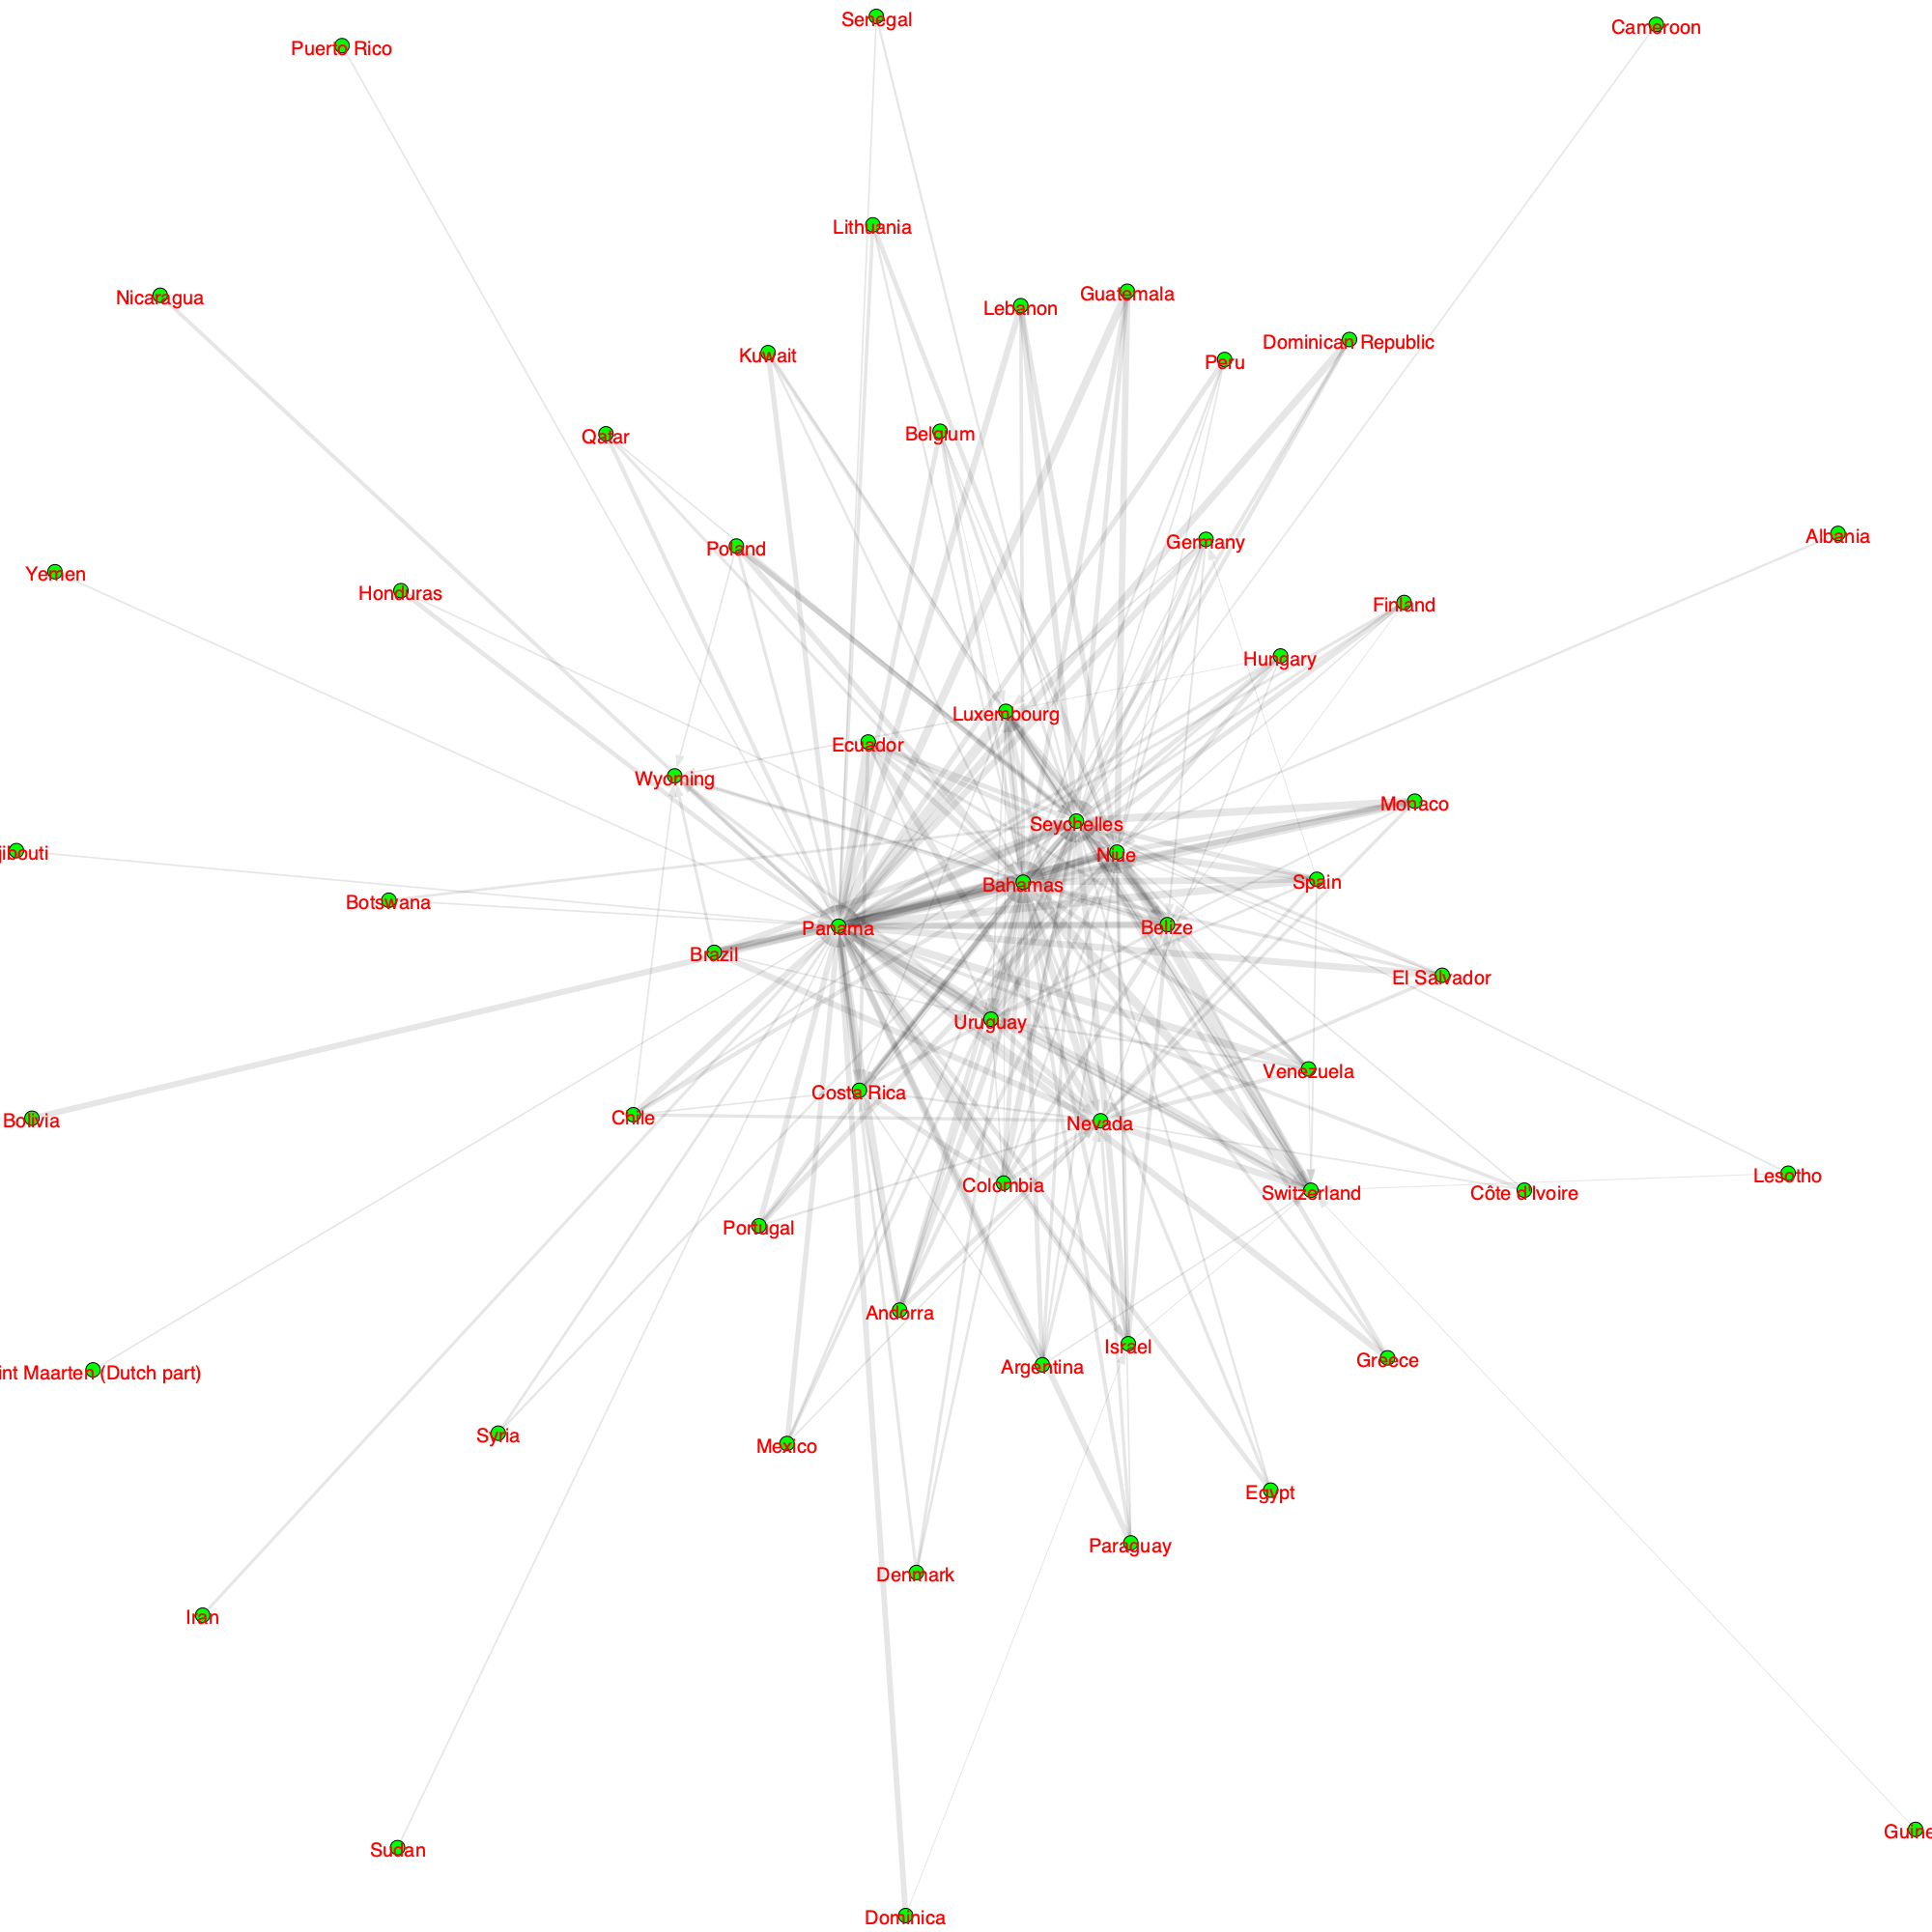 Senegal
Cameroon
Puerto Rico
Lithuania
Guatemala
Nicaragua
Lebanon
Dominican Republic
Kuwait
Peru
Belgium
Qatar
Albania
Germany
Poland
Yemen
Honduras
Finland
Hungary
Luxembourg
Ecuador
Wyoming
Monaco
Seychelles
jibouti
Niue
Spain
Bahamas
Botswana
Belize
Panama
Brazil
El Salvador
Uruguay
Venezuela
Costa Rica
Chile
Bolivia
Nevada
Lesotho
Colombia
Switzerland
Côte d'Ivoire
Portugal
Andorra
Israel
Greece
Argentina
int Maarten (Dutch part)
Syria
Mexico
Egypt
Paraguay
Denmark
Iran
Guine
Sudan
Dominica